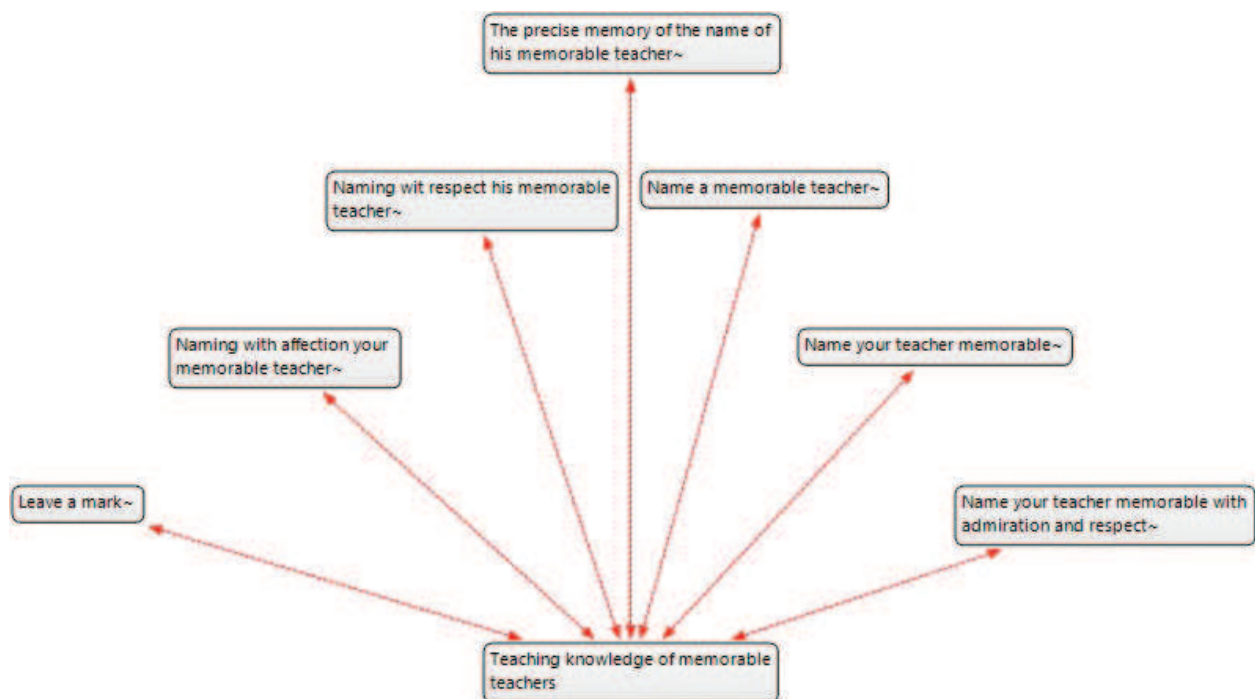 The precise memory of the name of
his memorable teacher~
Naming wit respect his memorable
teacher~
Name a memorable teacher~
Naming with affection your
memorable teacher~
Name your teacher memorable~
Leave a mark~
Name your teacher memorable with
admiration and respect~
Teaching knowledge of memorable
teachers